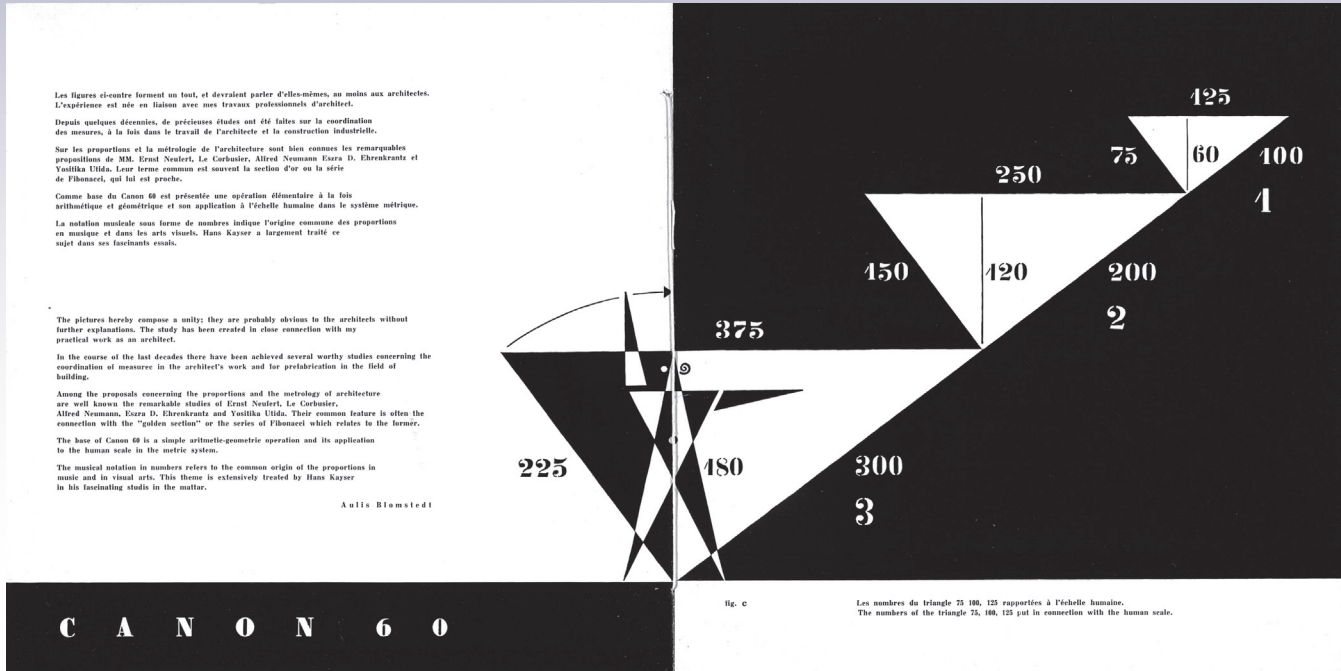 Les figures ci-contre forment un tout, et devraient parler d'elles-mêmes, au moins aux architectes.
L'expérience est née en liaison avec mes travaux professionnels d'architect.
Depuis quelques décennies, de précieuses études ont été faites sur la coordination
des mesures, à la fois dans le travail de l'architecte et la construction industrielle.
Sur les proportions et la métrologie de l'architecture sont bien connues les remarquables
propositions de MM. Ernst Neufert, Le Corbusier, Alfred Neumann Eszra D. Ehrenkrantz et
Yositika Utida. Leur terme commun est souvent la section d'or ou la série
de Fibonacci, qui lui est proche.
Comme base du Canon 60 est présentée une opération élémentaire à la fois
arithmétique et géométrique et son application à l'échelle humaine dans le système métrique.
La notation musicale sous forme de nombres indique l'origine commune des proportions
en musique et dans les arts visuels. Hans Kayser a largement traité ce
sujet dans ses fascinants essais.
The pictures hereby compose a unity; they are probably obvious to the architects without
further explanations. The study has been created in close connection with my
practical work as an architect.
In the course of the last decades there have been achieved several worthy studies concerning the
coordination of measurec in the architect's work and for prefabrication in the field of
building.
Among the proposals concerning the proportions and the metrology of architecture
are well known the remarkable studies of Ernst Neufert, Le Corbusier,
Alfred Neumann, Eszra D. Ehrenkrantz and Yositika Utida. Their common feature is often the
connection with the "golden section" or the series of Fibonacci which relates to the former.
The base of Canon 60 is a simple aritmetic-geometric operation and its application
to the human scale in the metric system.
The musical notation in numbers refers to the common origin of the proportions in
music and in visual arts. This theme is extensively treated by Hans Kayser
in his fascinating studis in the mattar.
Aulis Blomstedt
CANON 60
125
75
60
100
1
250
150
120
200
2
375
225
180
300
3
fig. c
Les nombres du triangle 75 100, 125 rapportées à l'échelle humaine.
The numbers of the triangle 75, 100, 125 put in connection with the human scale.